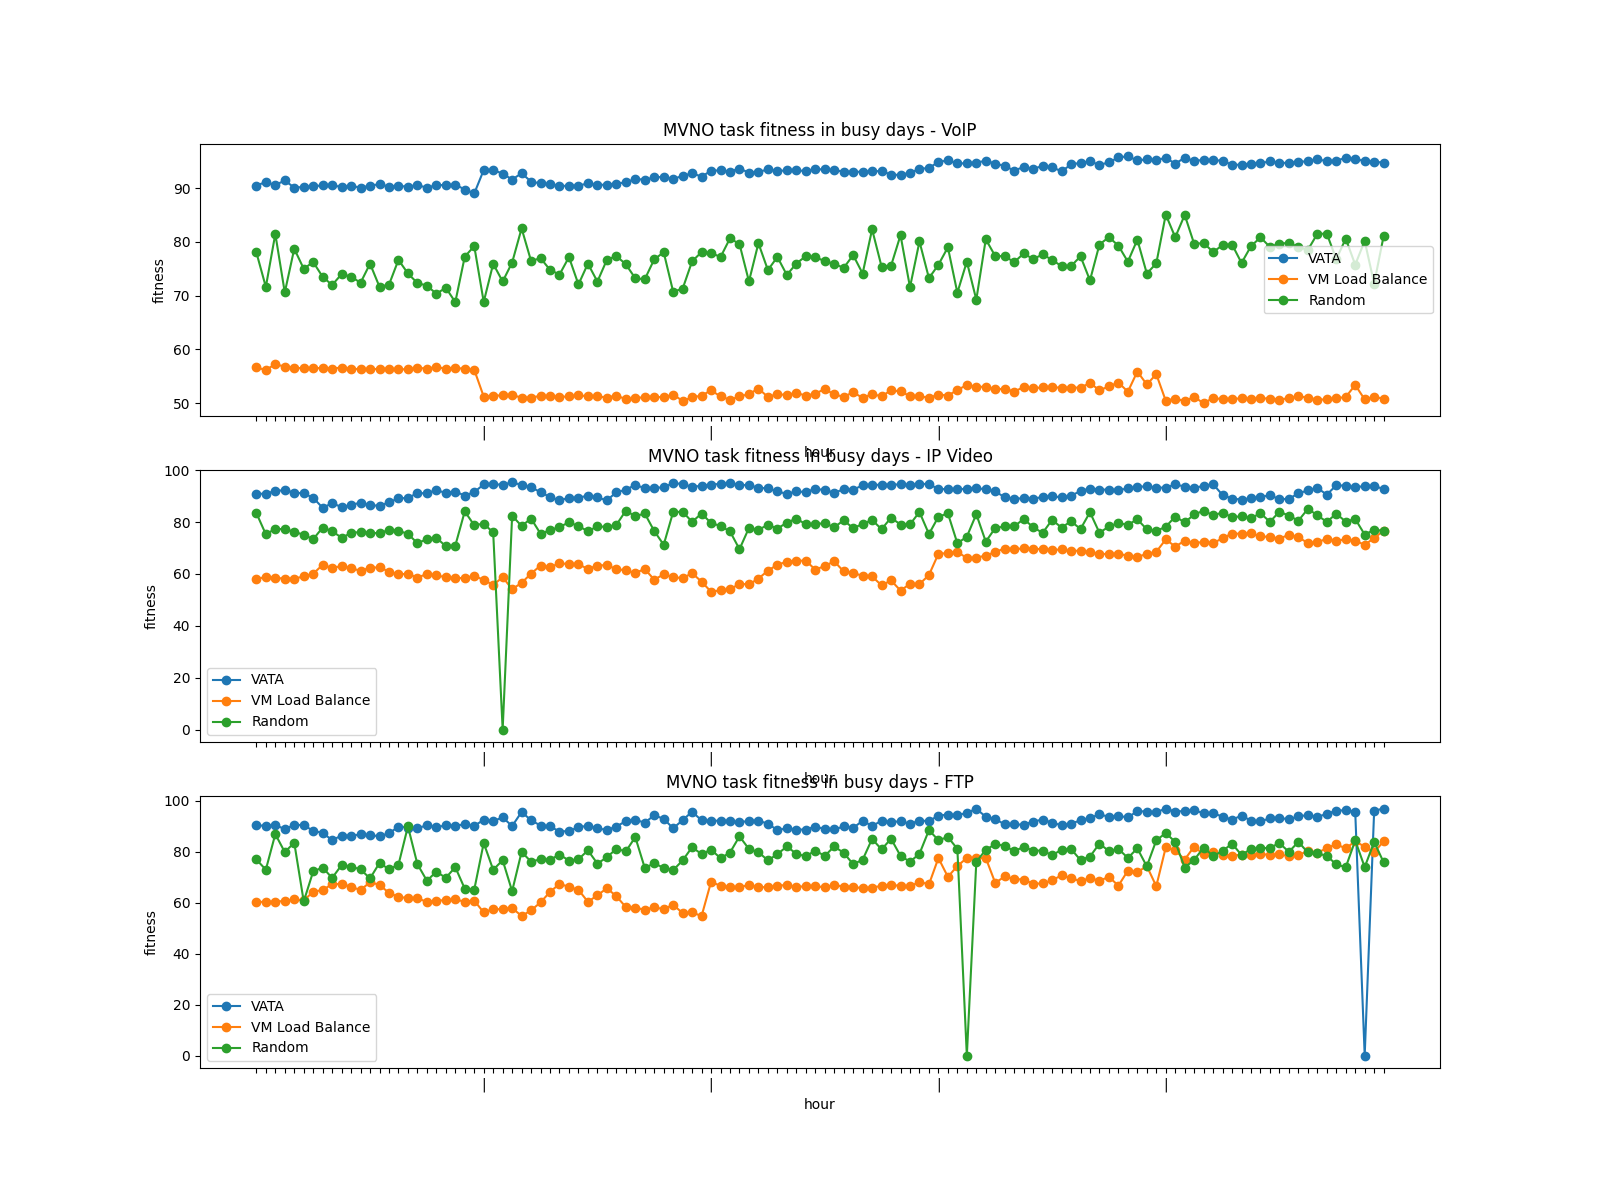 MVNO task fitness in busy days - VoIP
90
80
70
60
50
fitness
VATA
VM Load Balance
Random
| | | |
hour
MVNO task fitness in busy days - IP Video
100
80
60
40
20
0
fitness
VATA
VM Load Balance
Random
| | | |
hour
MVNO task fitness in busy days - FTP
100
80
60
40
20
0
fitness
VATA
VM Load Balance
Random
| | | |
hour